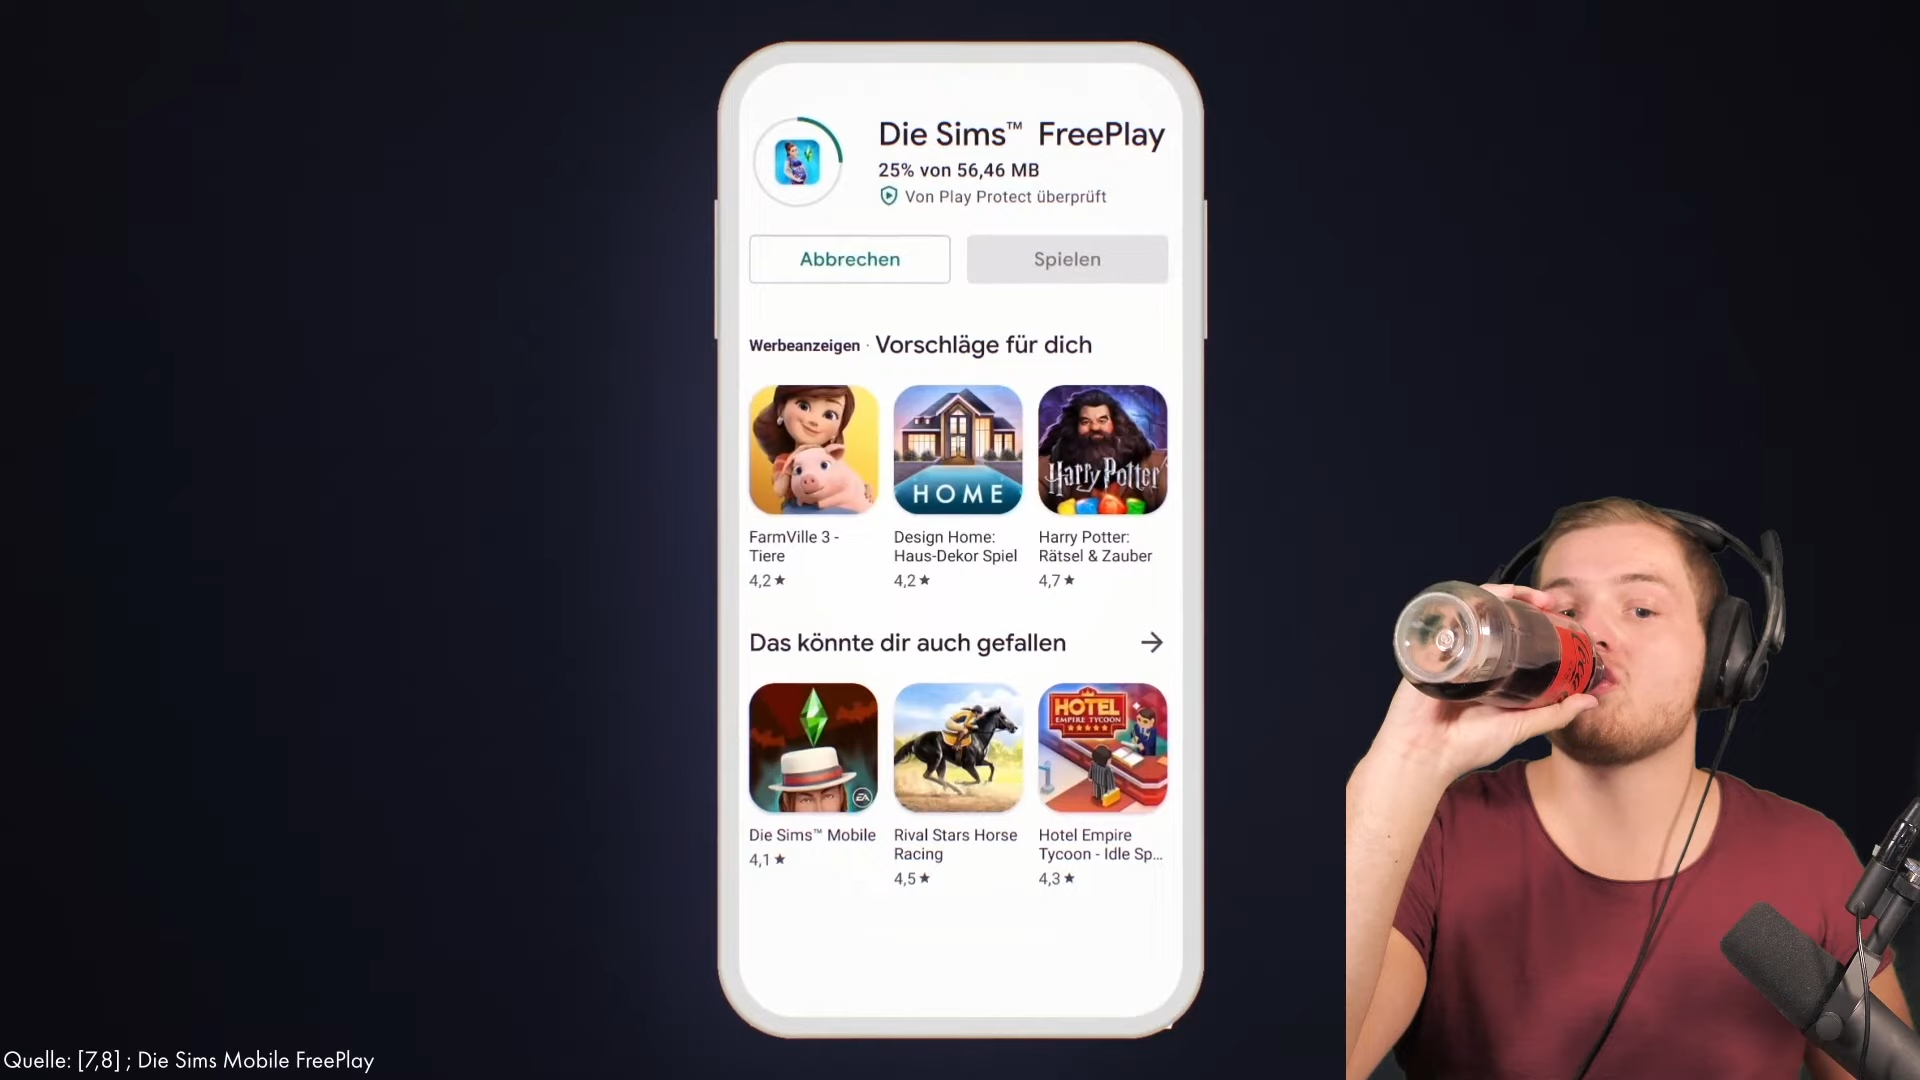 Die Sims™ FreePlay
25% von 56,46 MB
Von Play Protect überprüft
Abbrechen
Spielen
Werbeanzeigen · Vorschläge für dich
HOME
Harry Potter
FarmVille 3 -
Tiere
4,2 ★
Design Home:
Haus-Dekor Spiel
4,2 ★
Harry Potter:
Rätsel & Zauber
4,7 ★
Das könnte dir auch gefallen
EA
HOTEL
EMPIRE TYCOON
Die Sims™ Mobile
4,1 ★
Rival Stars Horse
Racing
4,5 ★
Hotel Empire
Tycoon - Idle Sp...
4,3 ★
Quelle: [7,8] ; Die Sims Mobile FreePlay